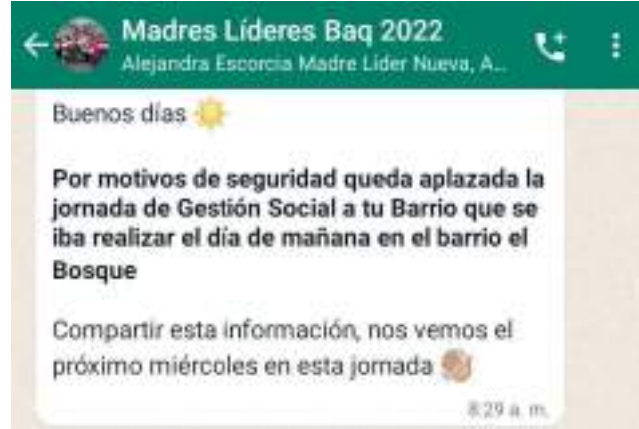 Madres Líderes Baq 2022
Alejandra Escorcia Madre Lider Nueva, A...
Buenos días ☀️
Por motivos de seguridad queda aplazada la
jornada de Gestión Social a tu Barrio que se
iba realizar el día de mañana en el barrio el
Bosque
Compartir esta información, nos vemos el
próximo miércoles en esta jornada 👋🏼
8:29 a. m.